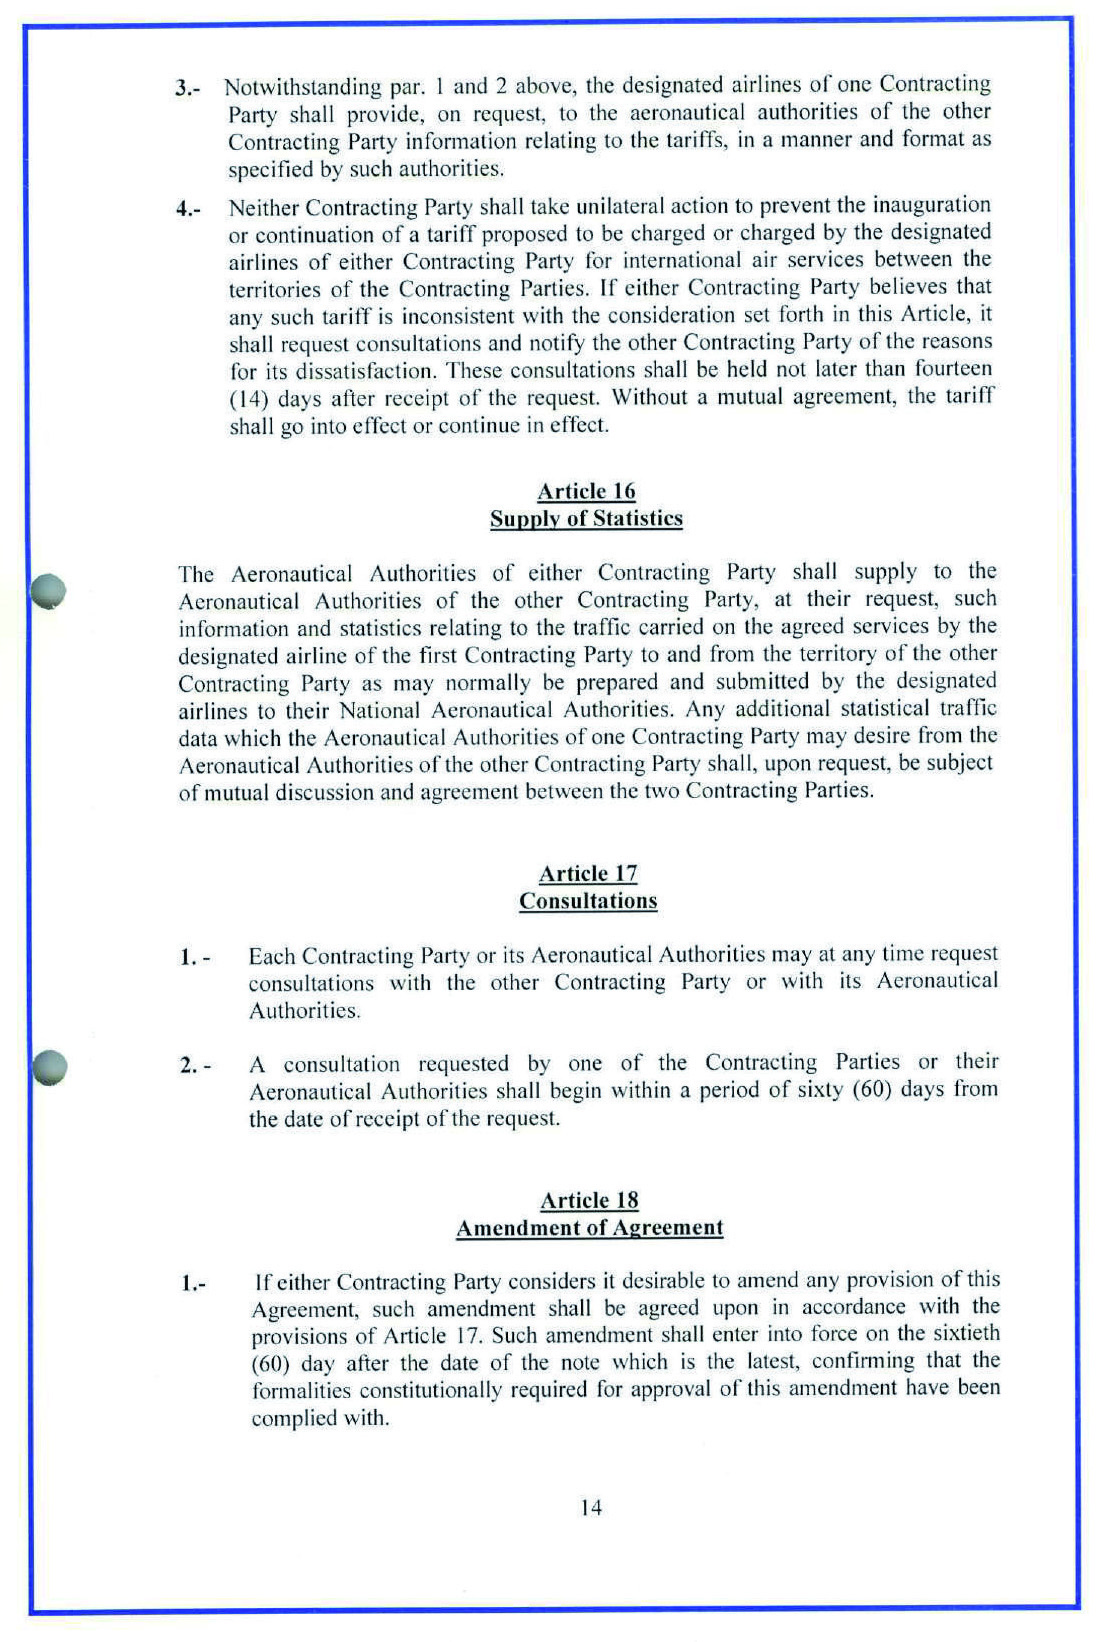 3.- Notwithstanding par. 1 and 2 above, the designated airlines of one Contracting
Party shall provide, on request, to the aeronautical authorities of the other
Contracting Party information relating to the tariffs, in a manner and format as
specified by such authorities.
4.- Neither Contracting Party shall take unilateral action to prevent the inauguration
or continuation of a tariff proposed to be charged or charged by the designated
airlines of either Contracting Party for international air services between the
territories of the Contracting Parties. If either Contracting Party believes that
any such tariff is inconsistent with the consideration set forth in this Article, it
shall request consultations and notify the other Contracting Party of the reasons
for its dissatisfaction. These consultations shall be held not later than fourteen
(14) days after receipt of the request. Without a mutual agreement, the tariff
shall go into effect or continue in effect.
Article 16
Supply of Statistics
The Aeronautical Authorities of either Contracting Party shall supply to the
Aeronautical Authorities of the other Contracting Party, at their request, such
information and statistics relating to the traffic carried on the agreed services by the
designated airline of the first Contracting Party to and from the territory of the other
Contracting Party as may normally be prepared and submitted by the designated
airlines to their National Aeronautical Authorities. Any additional statistical traffic
data which the Aeronautical Authorities of one Contracting Party may desire from the
Aeronautical Authorities of the other Contracting Party shall, upon request, be subject
of mutual discussion and agreement between the two Contracting Parties.
Article 17
Consultations
1. - Each Contracting Party or its Aeronautical Authorities may at any time request
consultations with the other Contracting Party or with its Aeronautical
Authorities.
2. - A consultation requested by one of the Contracting Parties or their
Aeronautical Authorities shall begin within a period of sixty (60) days from
the date of receipt of the request.
Article 18
Amendment of Agreement
1.- If either Contracting Party considers it desirable to amend any provision of this
Agreement, such amendment shall be agreed upon in accordance with the
provisions of Article 17. Such amendment shall enter into force on the sixtieth
(60) day after the date of the note which is the latest, confirming that the
formalities constitutionally required for approval of this amendment have been
complied with.
14